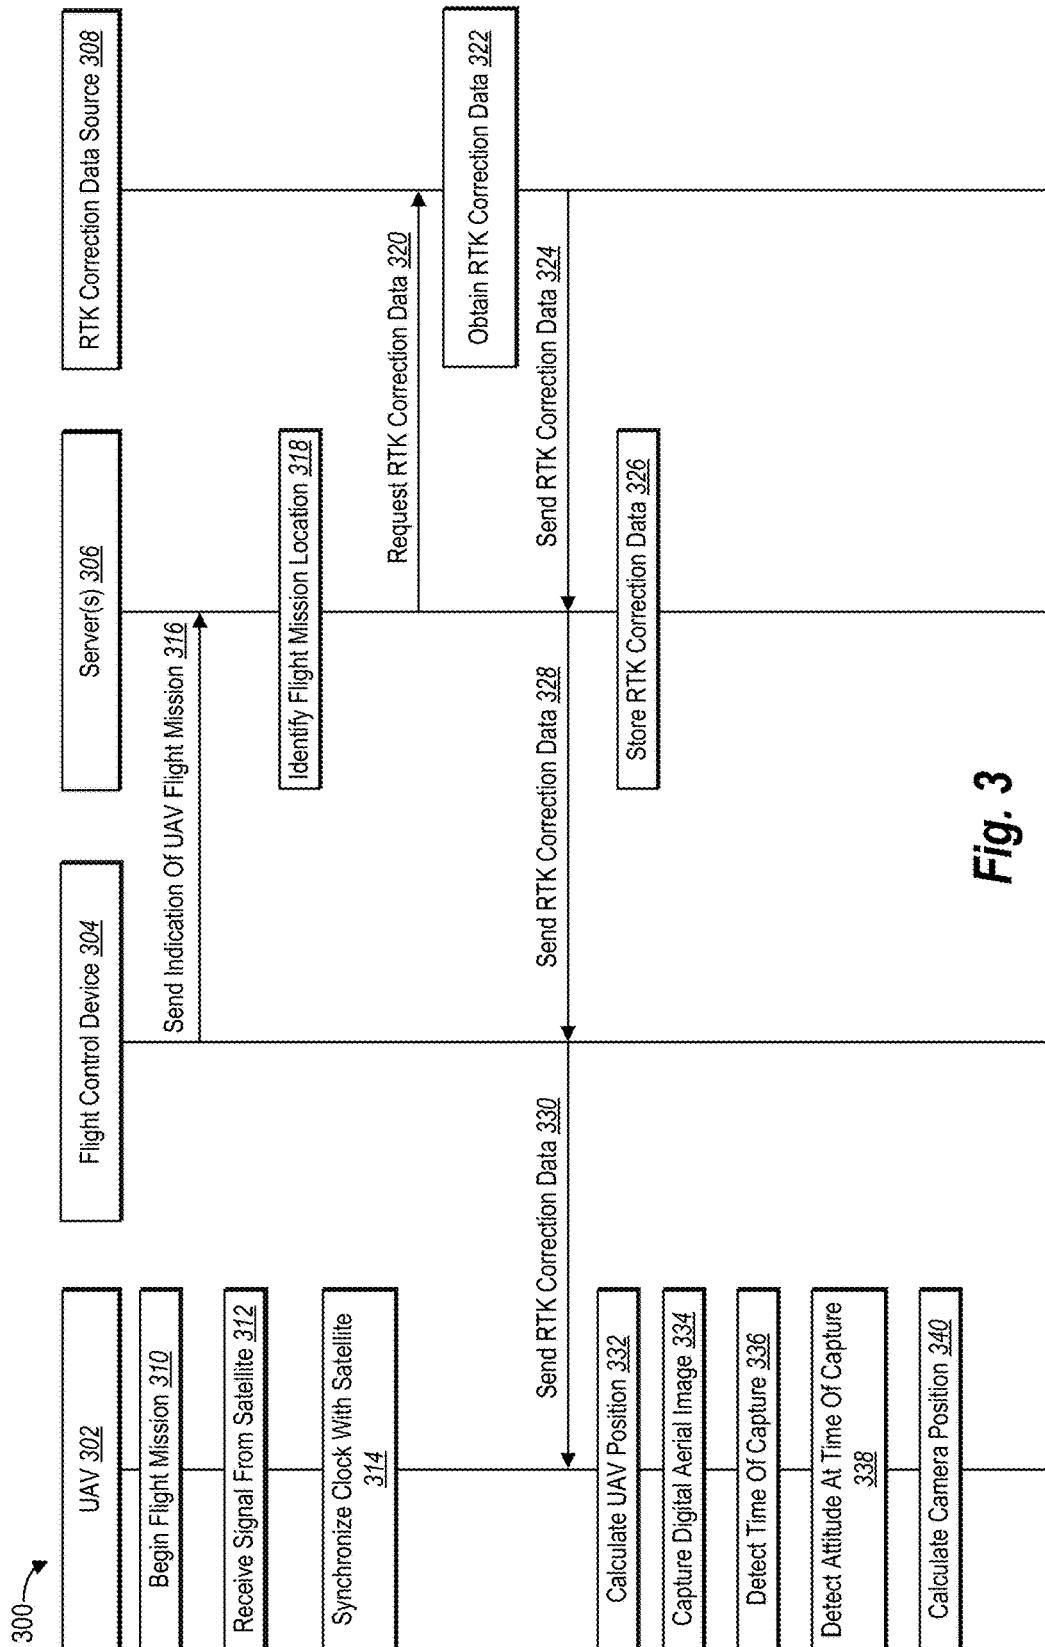 300
UAV 302
Flight Control Device 304
Server(s) 306
RTK Correction Data Source 308
Begin Flight Mission 310
Send Indication Of UAV Flight Mission 316
Receive Signal From Satellite 312
Identify Flight Mission Location 318
Synchronize Clock With Satellite
314
Request RTK Correction Data 320
Obtain RTK Correction Data 322
Send RTK Correction Data 330
Send RTK Correction Data 328
Send RTK Correction Data 324
Calculate UAV Position 332
Store RTK Correction Data 326
Capture Digital Aerial Image 334
Detect Time Of Capture 336
Detect Attitude At Time Of Capture
338
Calculate Camera Position 340
Fig. 3